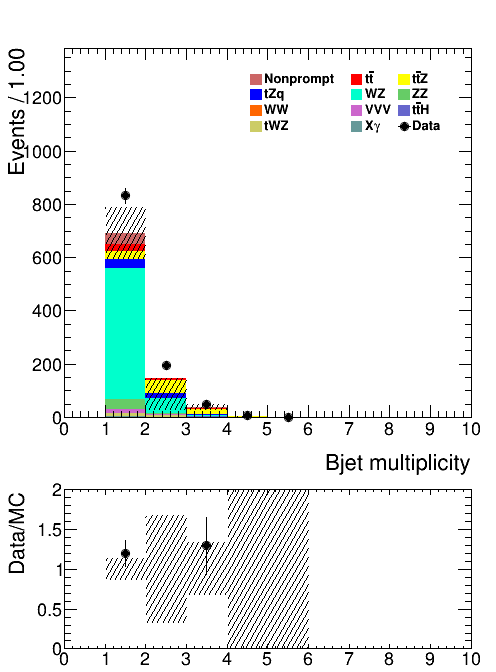 Events / 1.00
1200
1000
800
600
400
200
0
Nonprompt tt̄ tt̄Z
tZq WZ ZZ
WW VVV tt̄H
tWZ Xγ Data
0 1 2 3 4 5 6 7 8 9 10
Bjet multiplicity
Data/MC
2
1.5
1
0.5
0
0 1 2 3 4 5 6 7 8 9 10